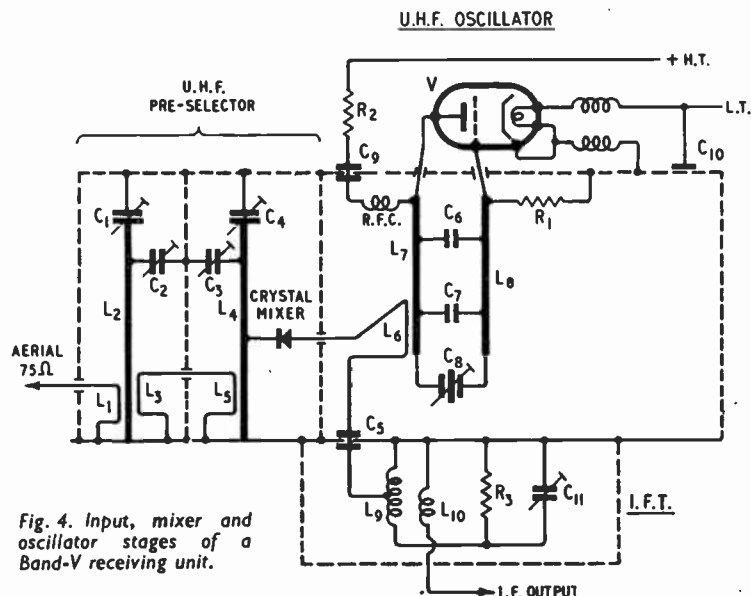 U.H.F. OSCILLATOR
+ H.T.
U.H.F.
PRE-SELECTOR
V
R2
L.T.
C9
C10
C1
C4
R.F.C.
R1
C6
L7
C2
C3
L8
L2
L4
CRYSTAL
MIXER
C7
L6
AERIAL
75Ω
C8
L1
L3
L5
C5
R3
C11
I.F.T.
L9
L10
Fig. 4. Input, mixer and
oscillator stages of a
Band-V receiving unit.
I.F. OUTPUT